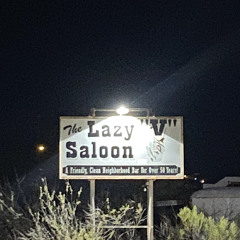 The Lazy "V"
Saloon
A Friendly, Clean Neighborhood Bar for Over 50 Years!